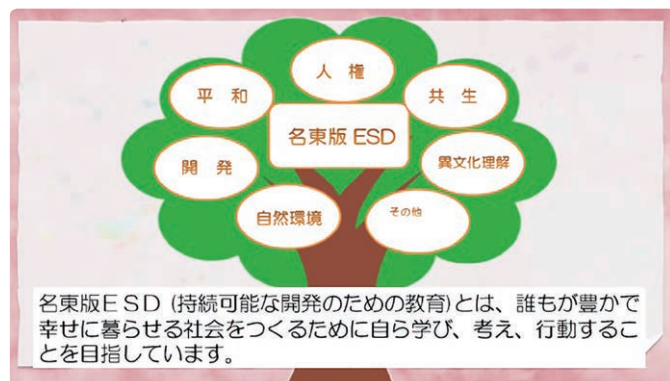 人 権
平 和
共 生
名東版 ESD
開 発
異文化理解
自然環境
その他
名東版ＥＳＤ (持続可能な開発のための教育)とは、誰もが豊かで
幸せに暮らせる社会をつくるために自ら学び、考え、行動するこ
とを目指しています。